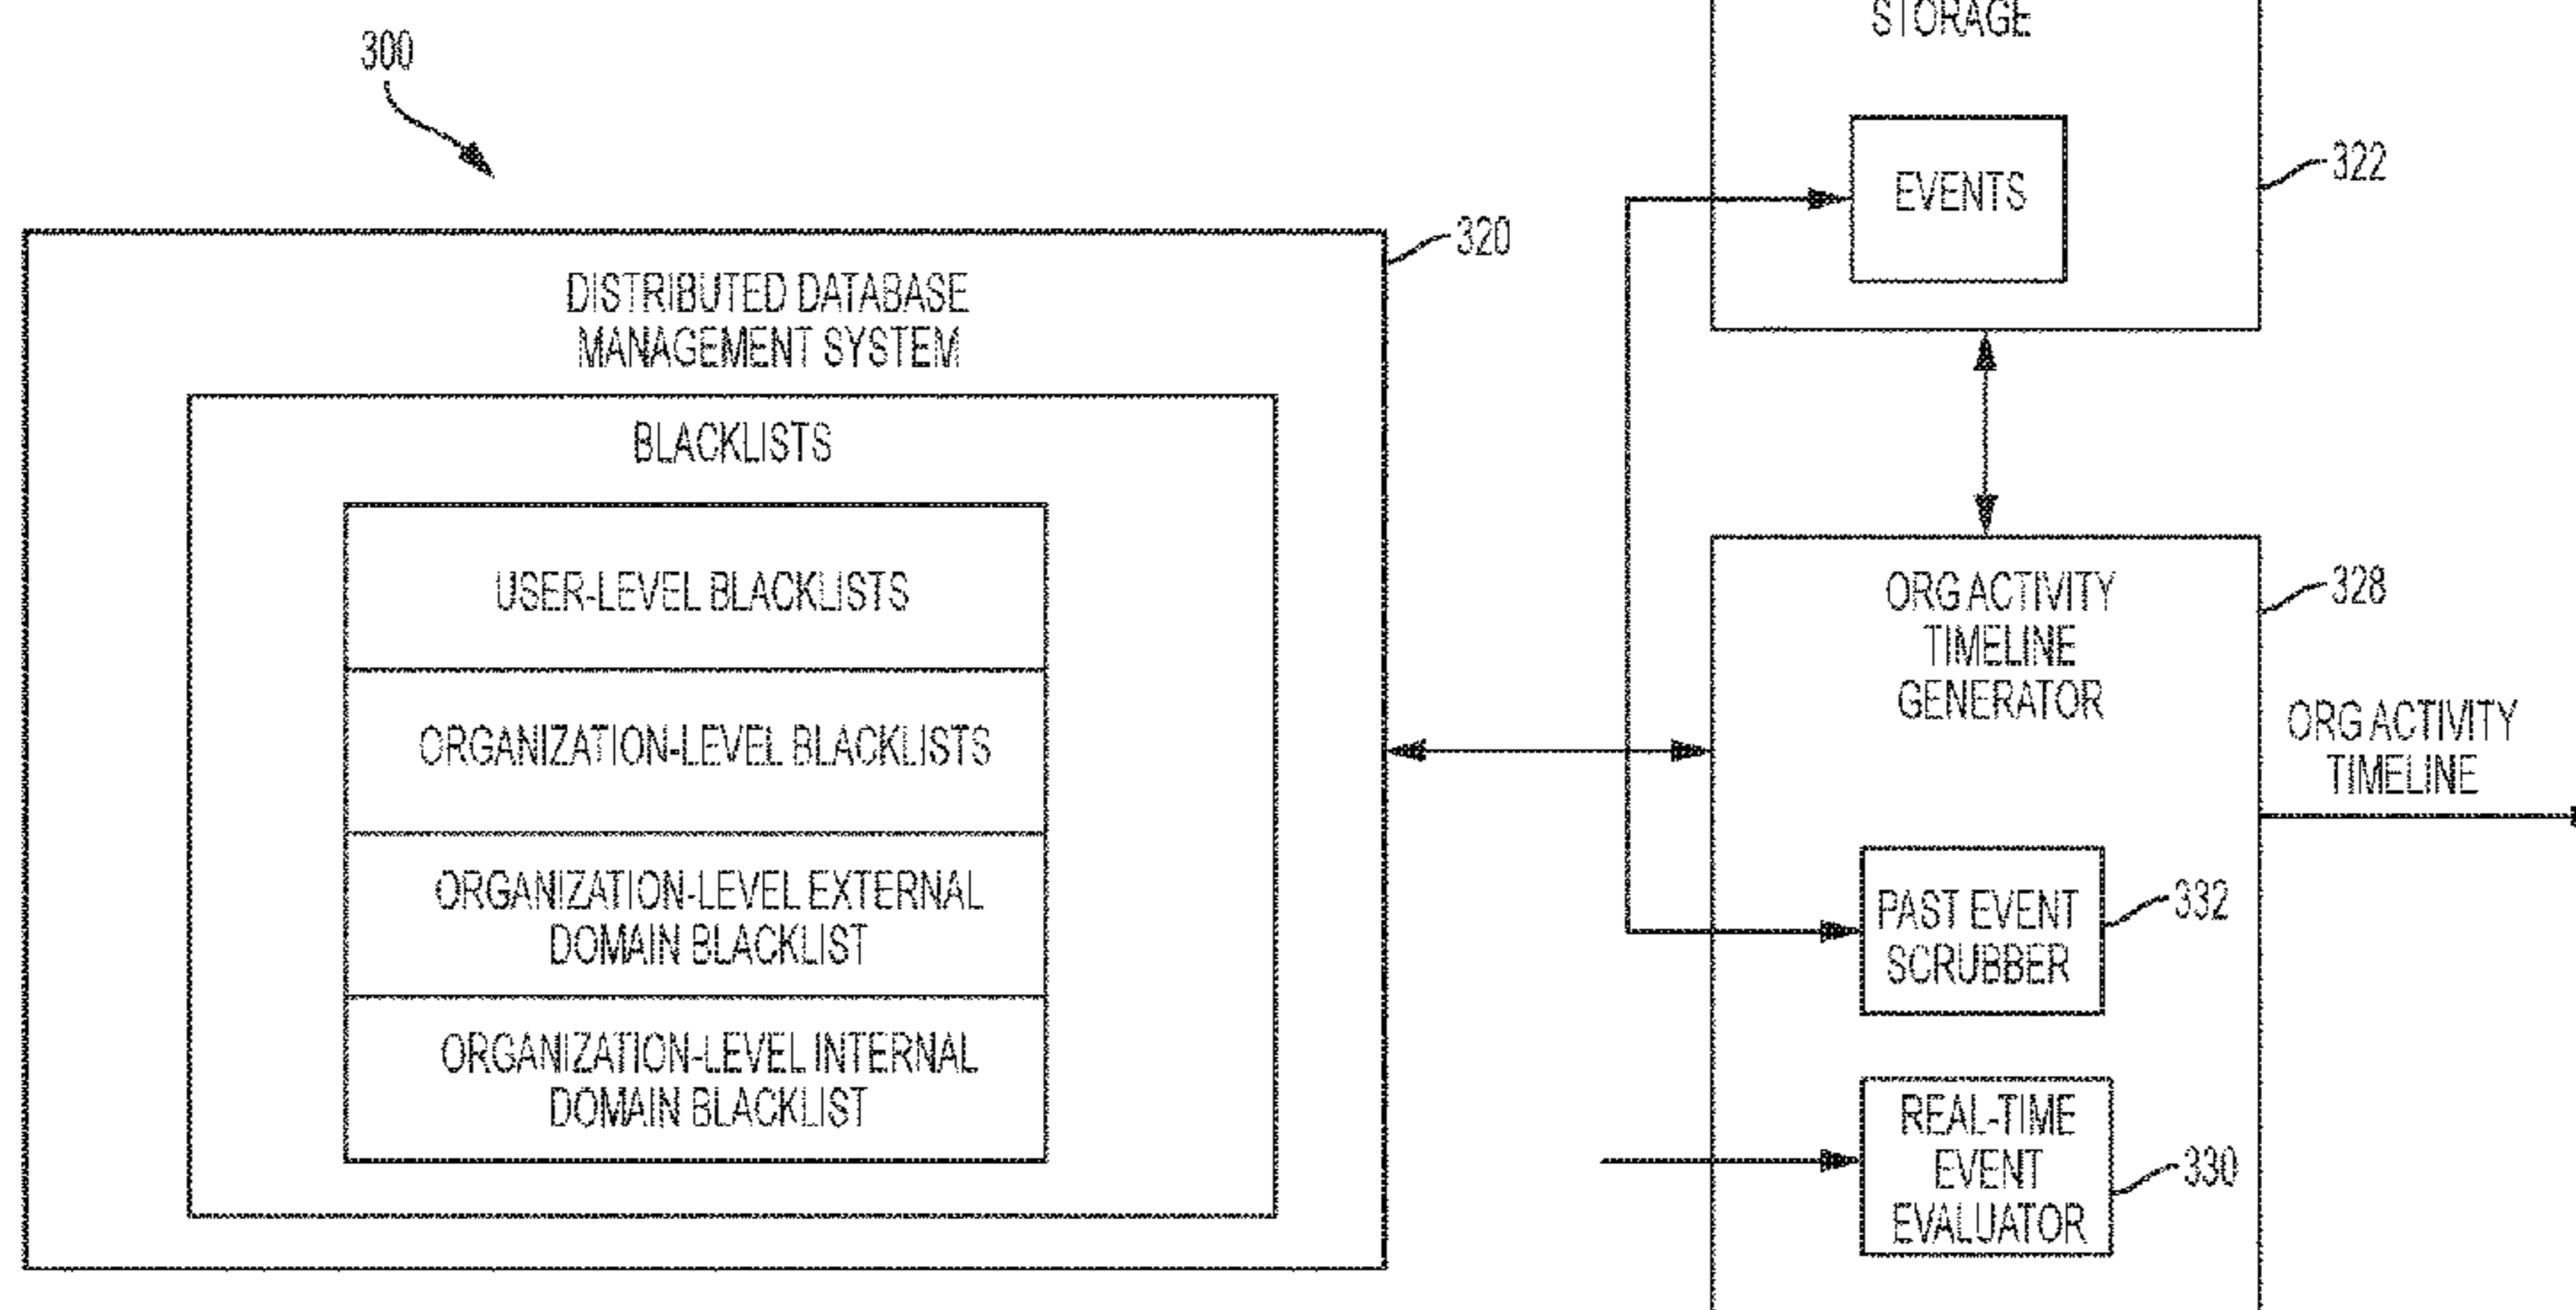 300
STORAGE
EVENTS
322
320
DISTRIBUTED DATABASE
MANAGEMENT SYSTEM
BLACKLISTS
USER-LEVEL BLACKLISTS
ORGANIZATION-LEVEL BLACKLISTS
ORGANIZATION-LEVEL EXTERNAL
DOMAIN BLACKLIST
ORGANIZATION-LEVEL INTERNAL
DOMAIN BLACKLIST
ORG ACTIVITY
TIMELINE
GENERATOR
328
ORG ACTIVITY
TIMELINE
PAST EVENT
SCRUBBER
332
REAL-TIME
EVENT
EVALUATOR
330